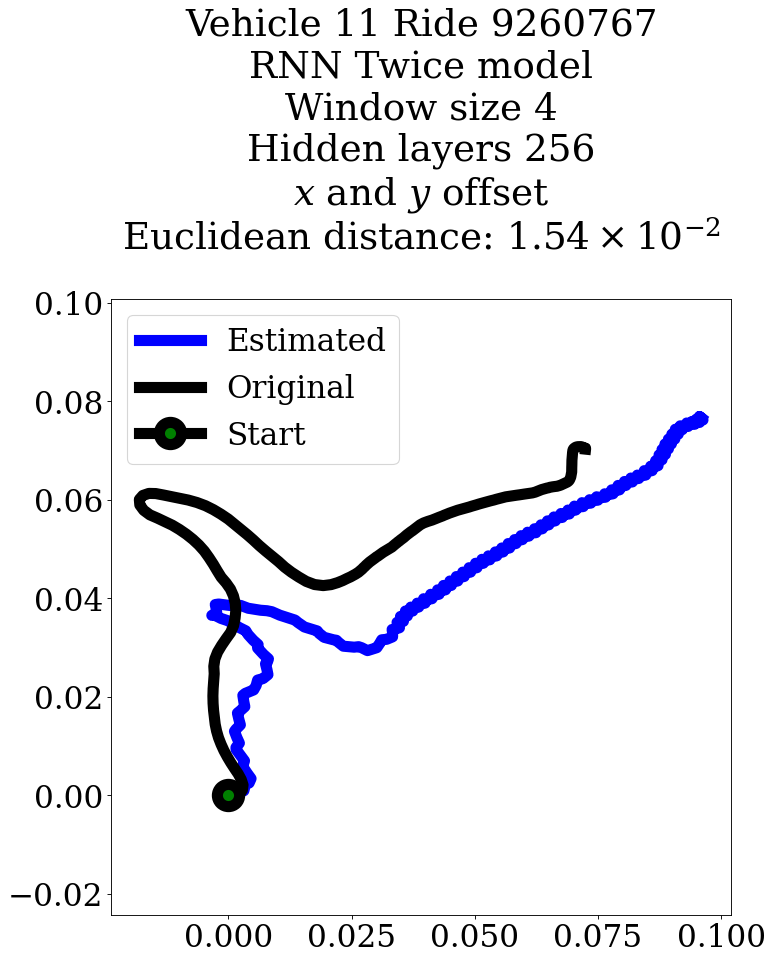 Vehicle 11 Ride 9260767
RNN Twice model
Window size 4
Hidden layers 256
x and y offset
Euclidean distance: 1.54 × 10⁻²
0.10
Estimated
Original
Start
0.08
0.06
0.04
0.02
0.00
−0.02
0.000 0.025 0.050 0.075 0.100